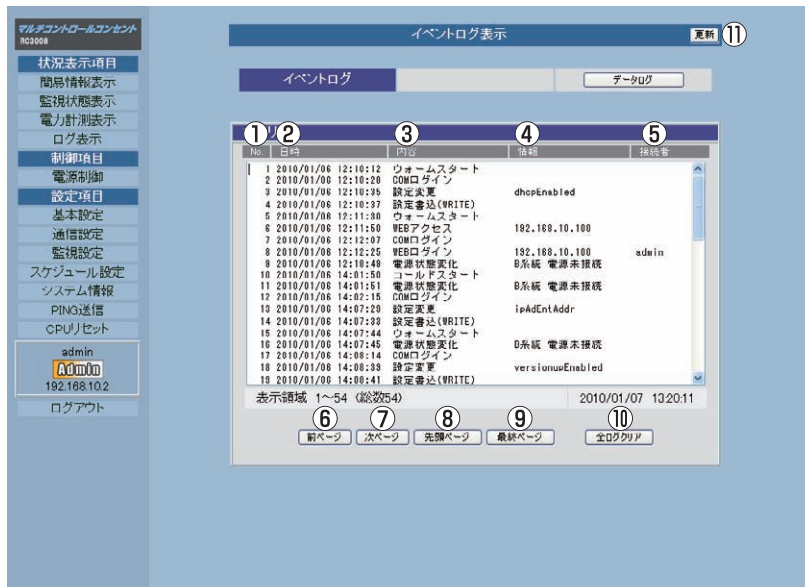 マルチコントロールコンセント
RC3008
状況表示項目
簡易情報表示
監視状態表示
電力計測表示
ログ表示
制御項目
電源制御
設定項目
基本設定
通信設定
監視設定
スケジュール設定
システム情報
PING送信
CPUリセット
admin
Admin
192.168.10.2
ログアウト
イベントログ表示
更新 ⑪
イベントログ
データログ
① ② ③ ④ ⑤
No. 日時 内容 情報 接続者
1 2010/01/06 12:10:12 ウォームスタート
2 2010/01/06 12:10:20 COMログイン
3 2010/01/06 12:10:35 設定変更 dhcpEnabled
4 2010/01/06 12:10:37 設定書込(WRITE)
5 2010/01/06 12:11:30 ウォームスタート
6 2010/01/06 12:11:50 WEBアクセス 192.168.10.100
7 2010/01/06 12:12:07 COMログイン
8 2010/01/06 12:12:25 WEBログイン 192.168.10.100 admin
9 2010/01/06 12:18:48 電源状態変化 B系統 電源未接続
10 2010/01/06 14:01:50 コールドスタート
11 2010/01/06 14:01:51 電源状態変化 B系統 電源未接続
12 2010/01/06 14:02:15 COMログイン
13 2010/01/06 14:07:20 設定変更 ipAdEntAddr
14 2010/01/06 14:07:33 設定書込(WRITE)
15 2010/01/06 14:07:44 ウォームスタート
16 2010/01/06 14:07:45 電源状態変化 B系統 電源未接続
17 2010/01/06 14:08:14 COMログイン
18 2010/01/06 14:08:33 設定変更 versionupEnabled
19 2010/01/06 14:08:41 設定書込(WRITE)
表示領域 1～54 (総数54) 2010/01/07 13:20:11
⑥ ⑦ ⑧ ⑨ ⑩
前ページ 次ページ 先頭ページ 最終ページ 全ログクリア